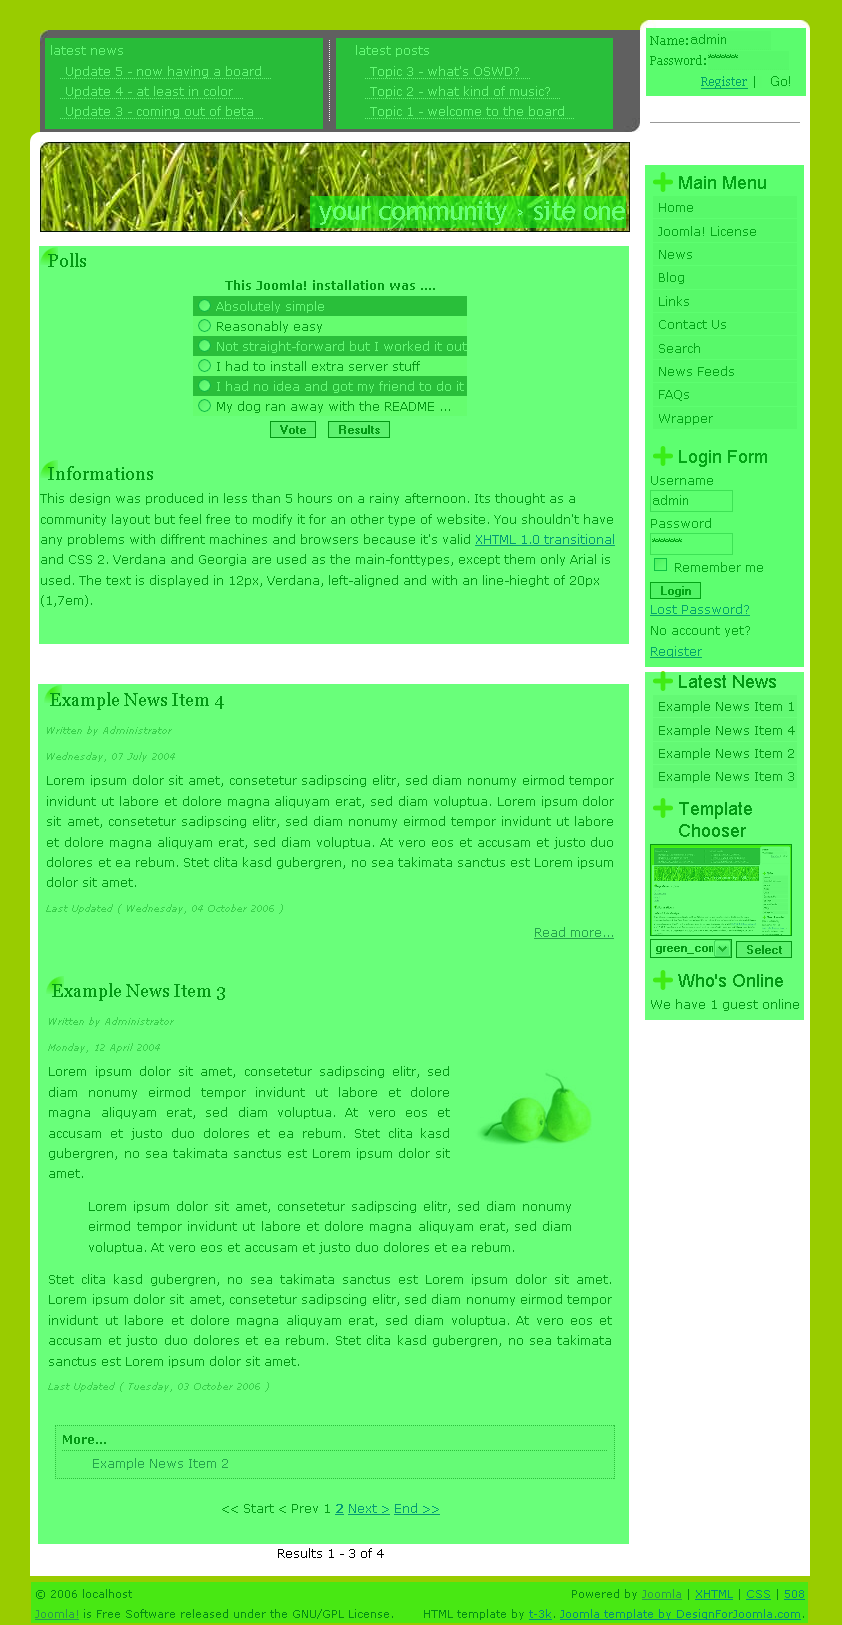 latest news
Update 5 - now having a board
Update 4 - at least in color
Update 3 - coming out of beta
latest posts
Topic 3 - what's OSWD?
Topic 2 - what kind of music?
Topic 1 - welcome to the board
Name: admin
Password: *******
Register | Go!
your community > site one
Polls
This Joomla! installation was ....
Absolutely simple
Reasonably easy
Not straight-forward but I worked it out
I had to install extra server stuff
I had no idea and got my friend to do it
My dog ran away with the README ...
Vote Results
Informations
This design was produced in less than 5 hours on a rainy afternoon. Its thought as a
community layout but feel free to modify it for an other type of website. You shouldn't have
any problems with diffrent machines and browsers because it's valid XHTML 1.0 transitional
and CSS 2. Verdana and Georgia are used as the main-fonttypes, except them only Arial is
used. The text is displayed in 12px, Verdana, left-aligned and with an line-hieght of 20px
(1,7em).
Example News Item 4
Written by Administrator
Wednesday, 07 July 2004
Lorem ipsum dolor sit amet, consetetur sadipscing elitr, sed diam nonumy eirmod tempor
invidunt ut labore et dolore magna aliquyam erat, sed diam voluptua. Lorem ipsum dolor
sit amet, consetetur sadipscing elitr, sed diam nonumy eirmod tempor invidunt ut labore
et dolore magna aliquyam erat, sed diam voluptua. At vero eos et accusam et justo duo
dolores et ea rebum. Stet clita kasd gubergren, no sea takimata sanctus est Lorem ipsum
dolor sit amet.
Last Updated ( Wednesday, 04 October 2006 )
Read more...
Example News Item 3
Written by Administrator
Monday, 12 April 2004
Lorem ipsum dolor sit amet, consetetur sadipscing elitr, sed
diam nonumy eirmod tempor invidunt ut labore et dolore
magna aliquyam erat, sed diam voluptua. At vero eos et
accusam et justo duo dolores et ea rebum. Stet clita kasd
gubergren, no sea takimata sanctus est Lorem ipsum dolor sit
amet.
Lorem ipsum dolor sit amet, consetetur sadipscing elitr, sed diam nonumy
eirmod tempor invidunt ut labore et dolore magna aliquyam erat, sed diam
voluptua. At vero eos et accusam et justo duo dolores et ea rebum.
Stet clita kasd gubergren, no sea takimata sanctus est Lorem ipsum dolor sit amet.
Lorem ipsum dolor sit amet, consetetur sadipscing elitr, sed diam nonumy eirmod tempor
invidunt ut labore et dolore magna aliquyam erat, sed diam voluptua. At vero eos et
accusam et justo duo dolores et ea rebum. Stet clita kasd gubergren, no sea takimata
sanctus est Lorem ipsum dolor sit amet.
Last Updated ( Tuesday, 03 October 2006 )
More...
Example News Item 2
<< Start < Prev 1 2 Next > End >>
Results 1 - 3 of 4
Main Menu
Home
Joomla! License
News
Blog
Links
Contact Us
Search
News Feeds
FAQs
Wrapper
Login Form
Username
admin
Password
*******
Remember me
Login
Lost Password?
No account yet?
Register
Latest News
Example News Item 1
Example News Item 4
Example News Item 2
Example News Item 3
Template
Chooser
green_com
Select
Who's Online
We have 1 guest online
© 2006 localhost
Powered by Joomla | XHTML | CSS | 508
Joomla! is Free Software released under the GNU/GPL License.
HTML template by t-3k. Joomla template by DesignForJoomla.com.